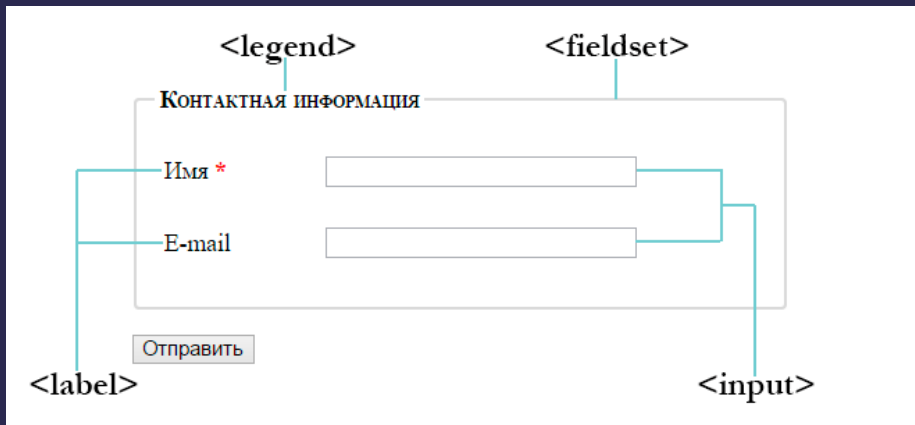 <legend> <fieldset>
Контактная информация
Имя *
E-mail
Отправить
<label> <input>